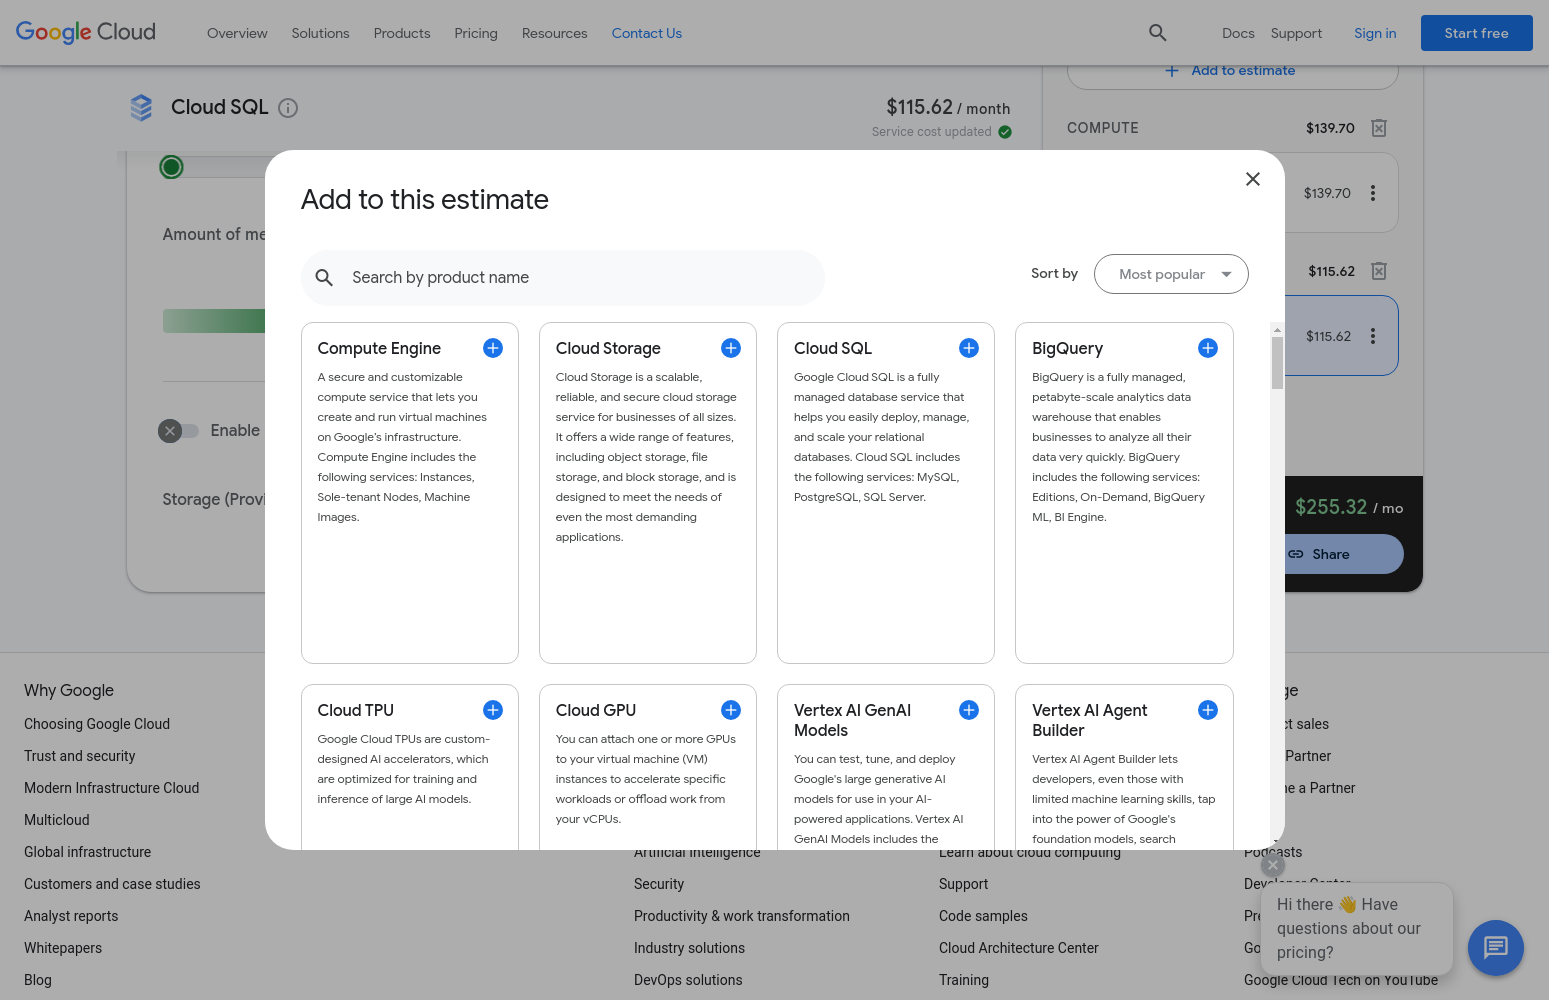 Google Cloud
Overview
Solutions
Products
Pricing
Resources
Contact Us
Docs
Support
Sign in
Start free
Cloud SQL
$115.62 / month
Service cost updated
Add to estimate
COMPUTE
$139.70
$139.70
$115.62
$115.62
$255.32 / mo
Share
Amount of me
Enable
Storage (Provi
Add to this estimate
Search by product name
Sort by
Most popular
Compute Engine
A secure and customizable
compute service that lets you
create and run virtual machines
on Google's infrastructure.
Compute Engine includes the
following services: Instances,
Sole-tenant Nodes, Machine
Images.
Cloud Storage
Cloud Storage is a scalable,
reliable, and secure cloud storage
service for businesses of all sizes.
It offers a wide range of features,
including object storage, file
storage, and block storage, and is
designed to meet the needs of
even the most demanding
applications.
Cloud SQL
Google Cloud SQL is a fully
managed database service that
helps you easily deploy, manage,
and scale your relational
databases. Cloud SQL includes
the following services: MySQL,
PostgreSQL, SQL Server.
BigQuery
BigQuery is a fully managed,
petabyte-scale analytics data
warehouse that enables
businesses to analyze all their
data very quickly. BigQuery
includes the following services:
Editions, On-Demand, BigQuery
ML, BI Engine.
Cloud TPU
Google Cloud TPUs are custom-
designed AI accelerators, which
are optimized for training and
inference of large AI models.
Cloud GPU
You can attach one or more GPUs
to your virtual machine (VM)
instances to accelerate specific
workloads or offload work from
your vCPUs.
Vertex AI GenAI
Models
You can test, tune, and deploy
Google's large generative AI
models for use in your AI-
powered applications. Vertex AI
GenAI Models includes the
Vertex AI Agent
Builder
Vertex AI Agent Builder lets
developers, even those with
limited machine learning skills, tap
into the power of Google's
foundation models, search
Why Google
Choosing Google Cloud
Trust and security
Modern Infrastructure Cloud
Multicloud
Global infrastructure
Customers and case studies
Analyst reports
Whitepapers
Blog
Artificial Intelligence
Security
Productivity & work transformation
Industry solutions
DevOps solutions
Learn about cloud computing
Support
Code samples
Cloud Architecture Center
Training
ge
ct sales
Partner
ne a Partner
Podcasts
Developer Center
Pre
Go
Google Cloud Tech on YouTube
Hi there 👋 Have
questions about our
pricing?